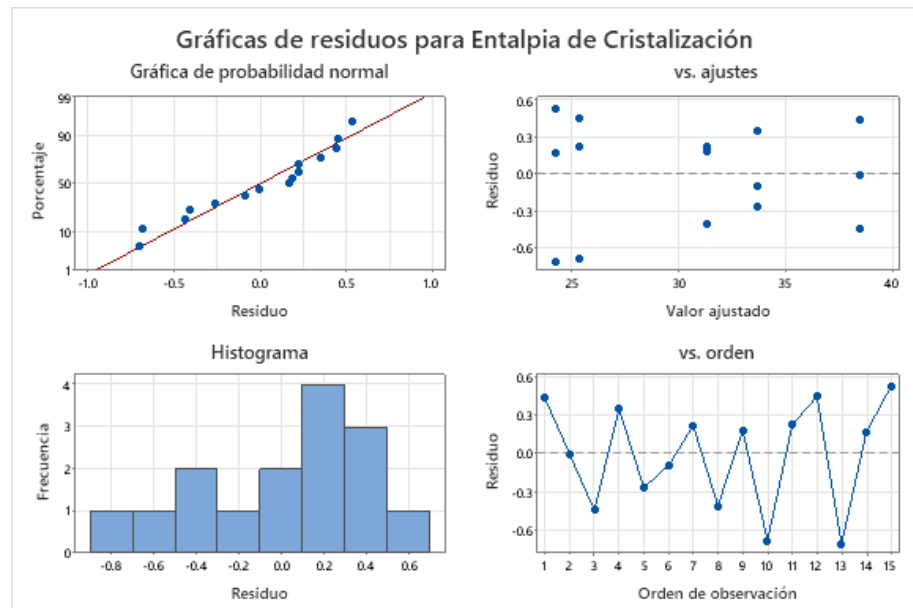 Gráficas de residuos para Entalpia de Cristalización
Gráfica de probabilidad normal
99
90
50
10
1
Porcentaje
-1.0 -0.5 0.0 0.5 1.0
Residuo
vs. ajustes
0.6
0.3
0.0
-0.3
-0.6
Residuo
25 30 35 40
Valor ajustado
Histograma
4
3
2
1
0
Frecuencia
-0.8 -0.6 -0.4 -0.2 0.0 0.2 0.4 0.6
Residuo
vs. orden
0.6
0.3
0.0
-0.3
-0.6
Residuo
1 2 3 4 5 6 7 8 9 10 11 12 13 14 15
Orden de observación